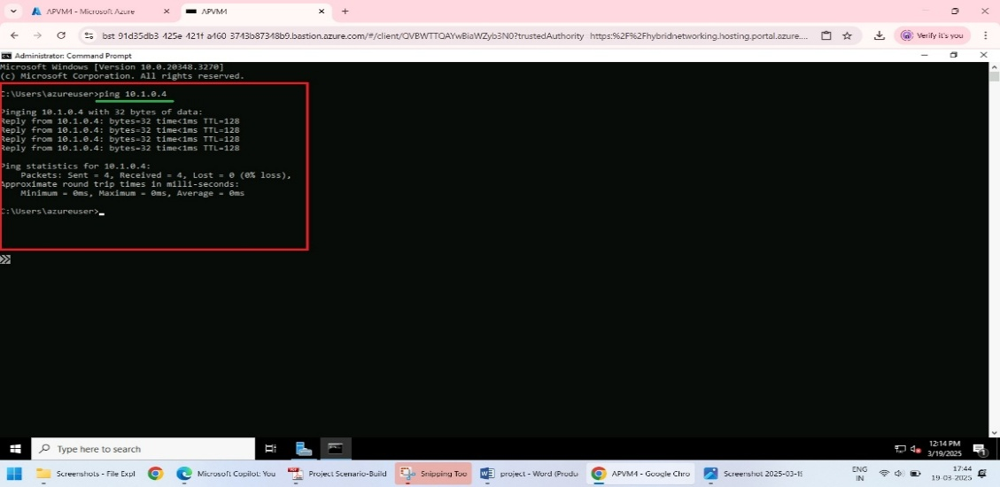 APVM4 - Microsoft Azure
APVM4
bst-91d35db3-425e-421f-a460-3743b87348b9.bastion.azure.com/#/client/QVBWTTQAYwBiaWZyb3N0?trustedAuthority=https:%2F%2Fhybridnetworking.hosting.portal.azure....
Verify it's you
Administrator: Command Prompt
Microsoft Windows [Version 10.0.20348.3270]
(c) Microsoft Corporation. All rights reserved.
C:\Users\azureuser>ping 10.1.0.4
Pinging 10.1.0.4 with 32 bytes of data:
Reply from 10.1.0.4: bytes=32 time<1ms TTL=128
Reply from 10.1.0.4: bytes=32 time<1ms TTL=128
Reply from 10.1.0.4: bytes=32 time<1ms TTL=128
Reply from 10.1.0.4: bytes=32 time<1ms TTL=128
Ping statistics for 10.1.0.4:
Packets: Sent = 4, Received = 4, Lost = 0 (0% loss),
Approximate round trip times in milli-seconds:
Minimum = 0ms, Maximum = 0ms, Average = 0ms
C:\Users\azureuser>
Type here to search
12:14 PM
3/19/2025
Screenshots - File Expl
Microsoft Copilot: You
Project Scenario-Build
Snipping Too
project - Word (Produ
APVM4 - Google Chro
Screenshot 2025-03-19
ENG
IN
17:44
19-03-2025